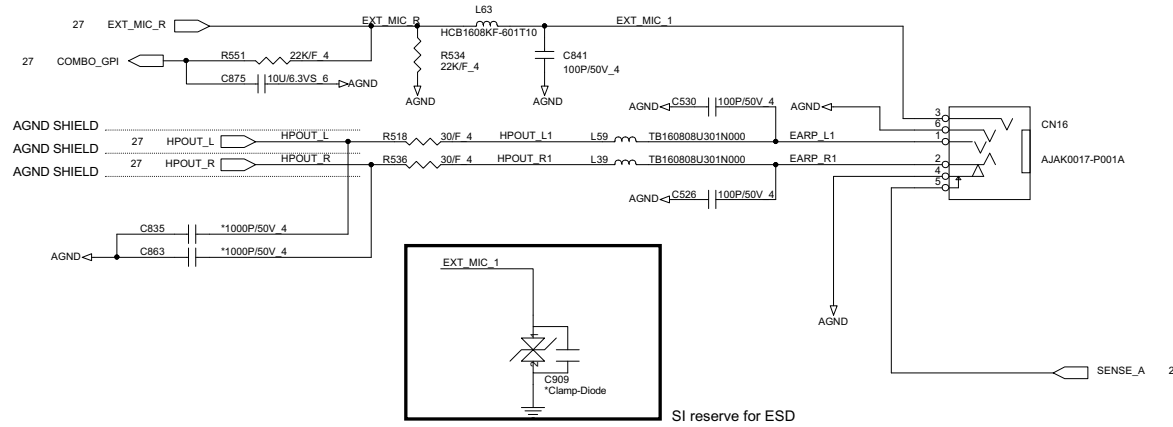 L63
27 EXT_MIC_R EXT_MIC_R EXT_MIC_1
HCB1608KF-601T10
27 COMBO_GPI R551 22K/F_4 R534 C841
22K/F_4 100P/50V_4
C875 10U/6.3VS_6 AGND
AGND AGND
AGND C530 100P/50V_4 AGND
AGND SHIELD
3
6
1
CN16
27 HPOUT_L HPOUT_L R518 30/F_4 HPOUT_L1 L59 TB160808U301N000 EARP_L1
AGND SHIELD
27 HPOUT_R HPOUT_R R536 30/F_4 HPOUT_R1 L39 TB160808U301N000 EARP_R1
2
4
5
AJAK0017-P001A
AGND SHIELD
AGND C526 100P/50V_4
C835 *1000P/50V_4
AGND C863 *1000P/50V_4
EXT_MIC_1
AGND
1
2
C909
*Clamp-Diode
SENSE_A 2
SI reserve for ESD